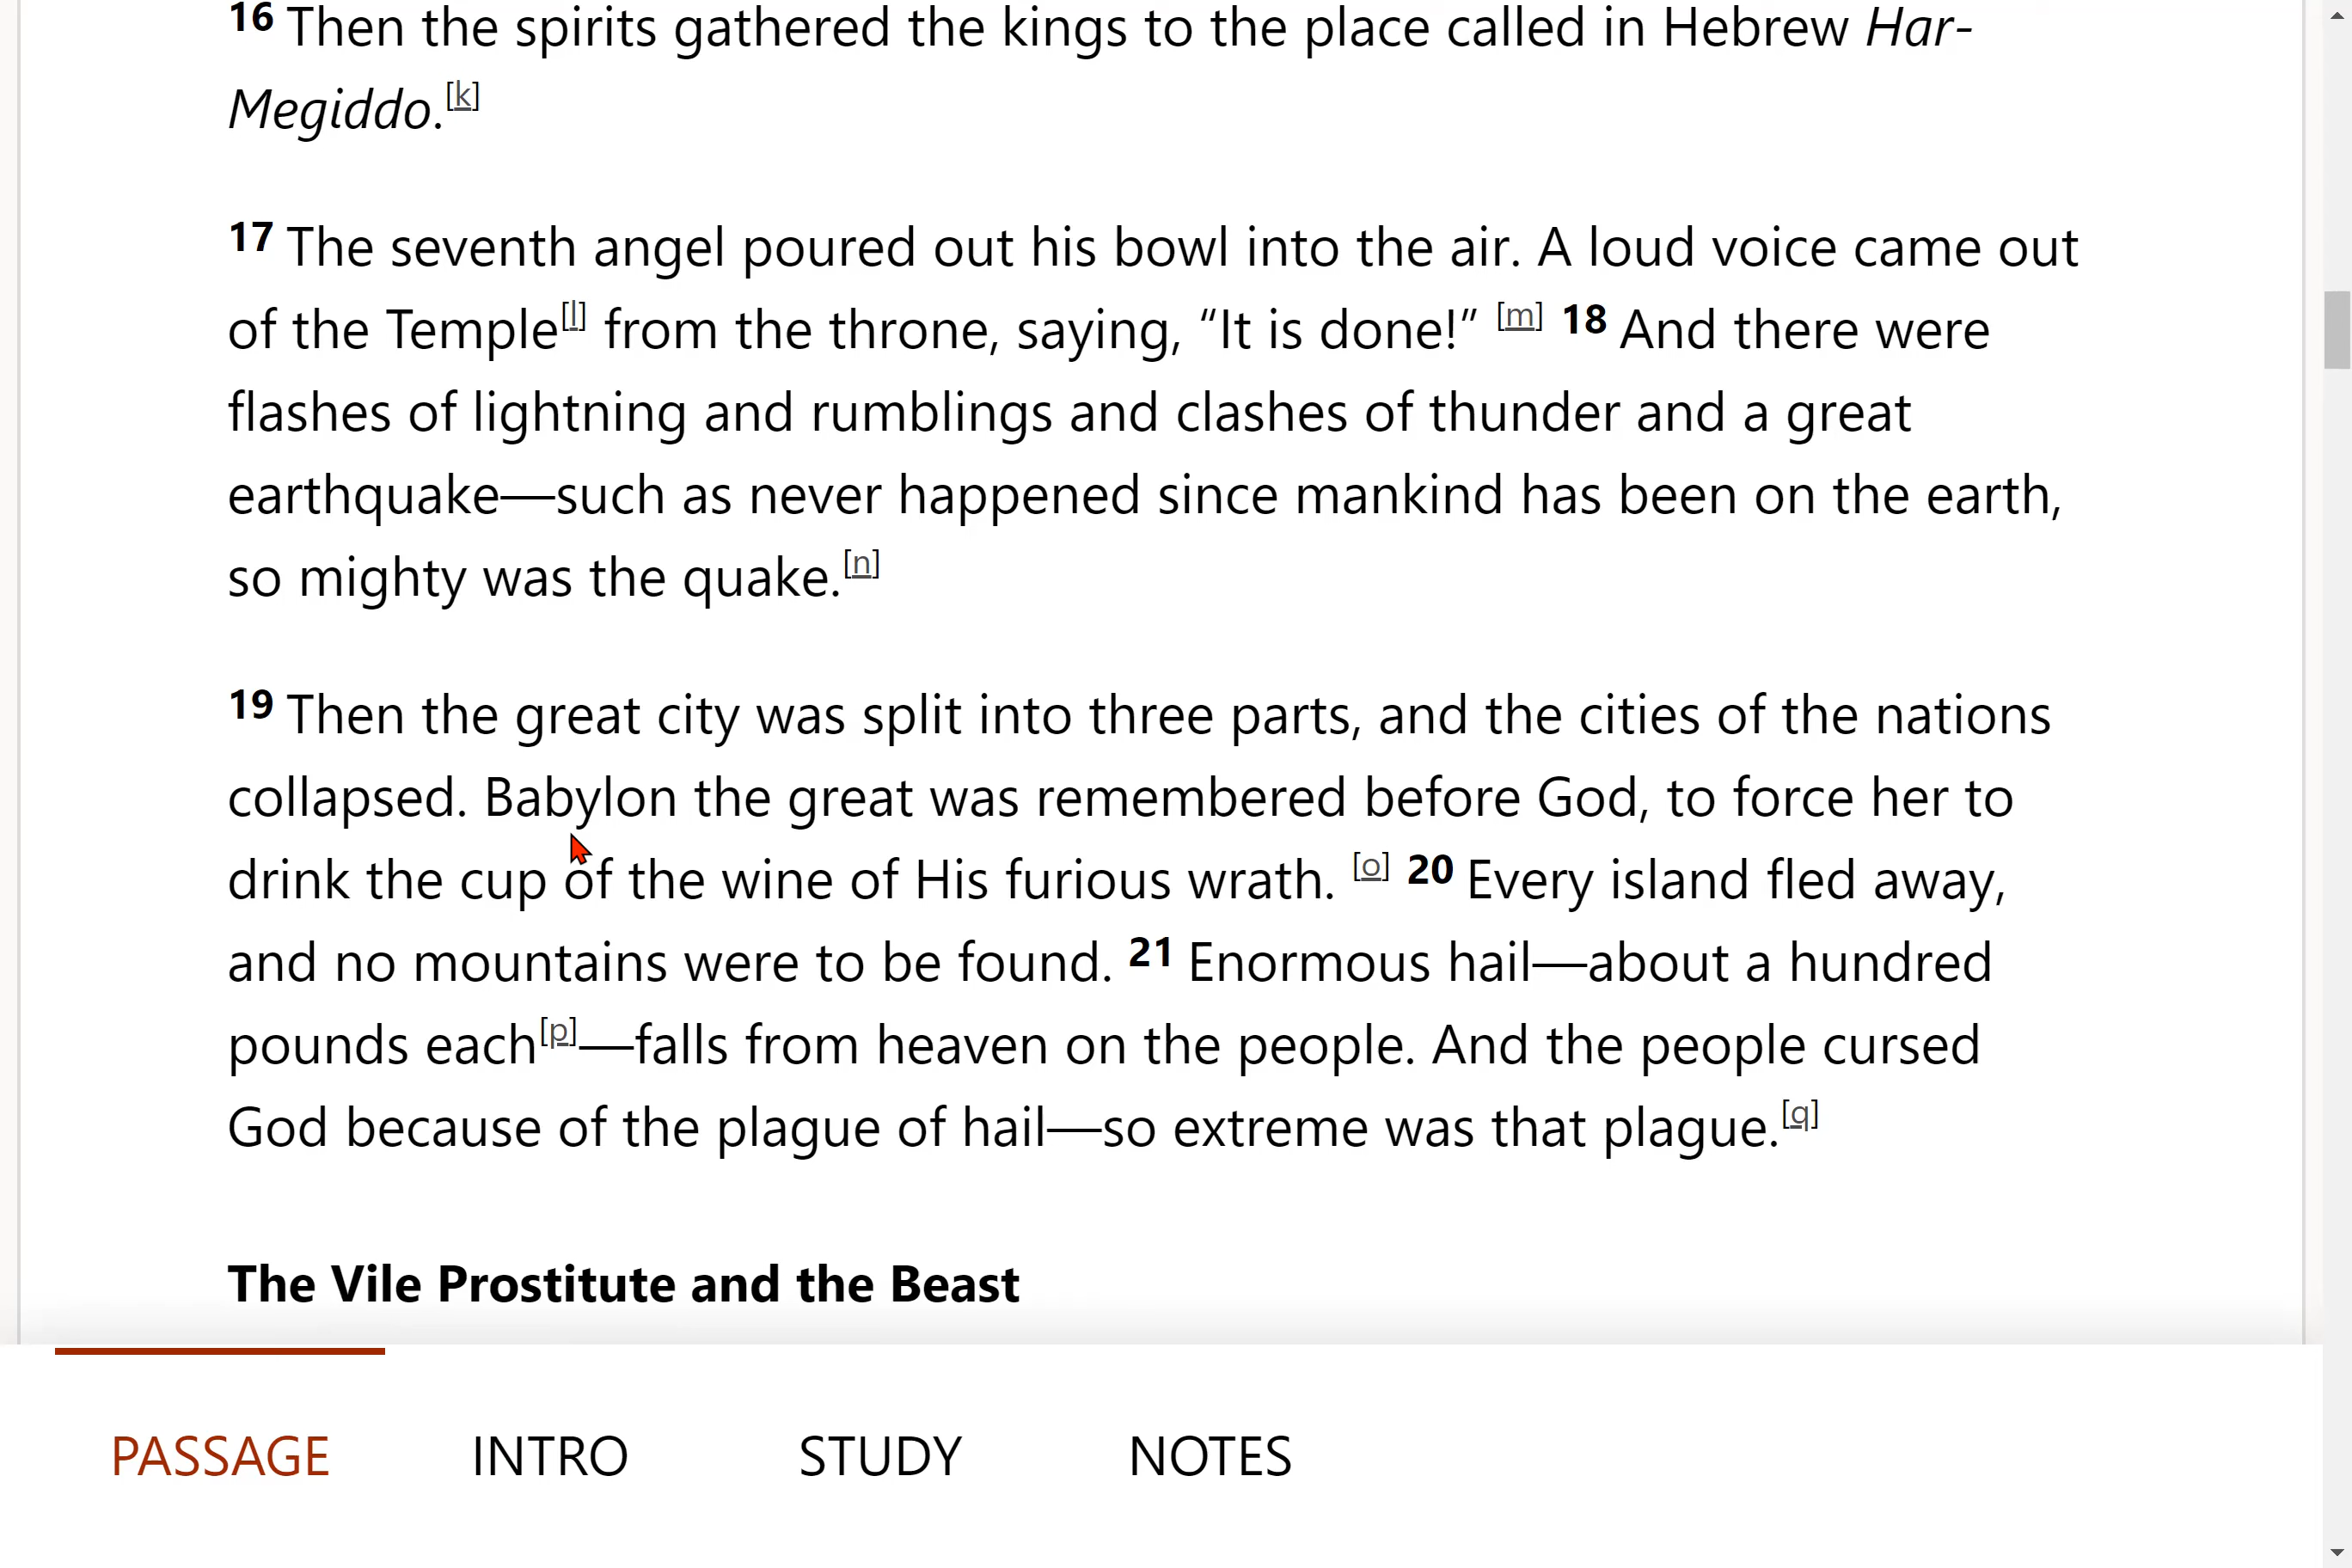 16 Then the spirits gathered the kings to the place called in Hebrew Har-
Megiddo.[k]
17 The seventh angel poured out his bowl into the air. A loud voice came out
of the Temple[l] from the throne, saying, “It is done!” [m] 18 And there were
flashes of lightning and rumblings and clashes of thunder and a great
earthquake—such as never happened since mankind has been on the earth,
so mighty was the quake.[n]
19 Then the great city was split into three parts, and the cities of the nations
collapsed. Babylon the great was remembered before God, to force her to
drink the cup of the wine of His furious wrath. [o] 20 Every island fled away,
and no mountains were to be found. 21 Enormous hail—about a hundred
pounds each[p]—falls from heaven on the people. And the people cursed
God because of the plague of hail—so extreme was that plague.[q]
The Vile Prostitute and the Beast
PASSAGE INTRO STUDY NOTES